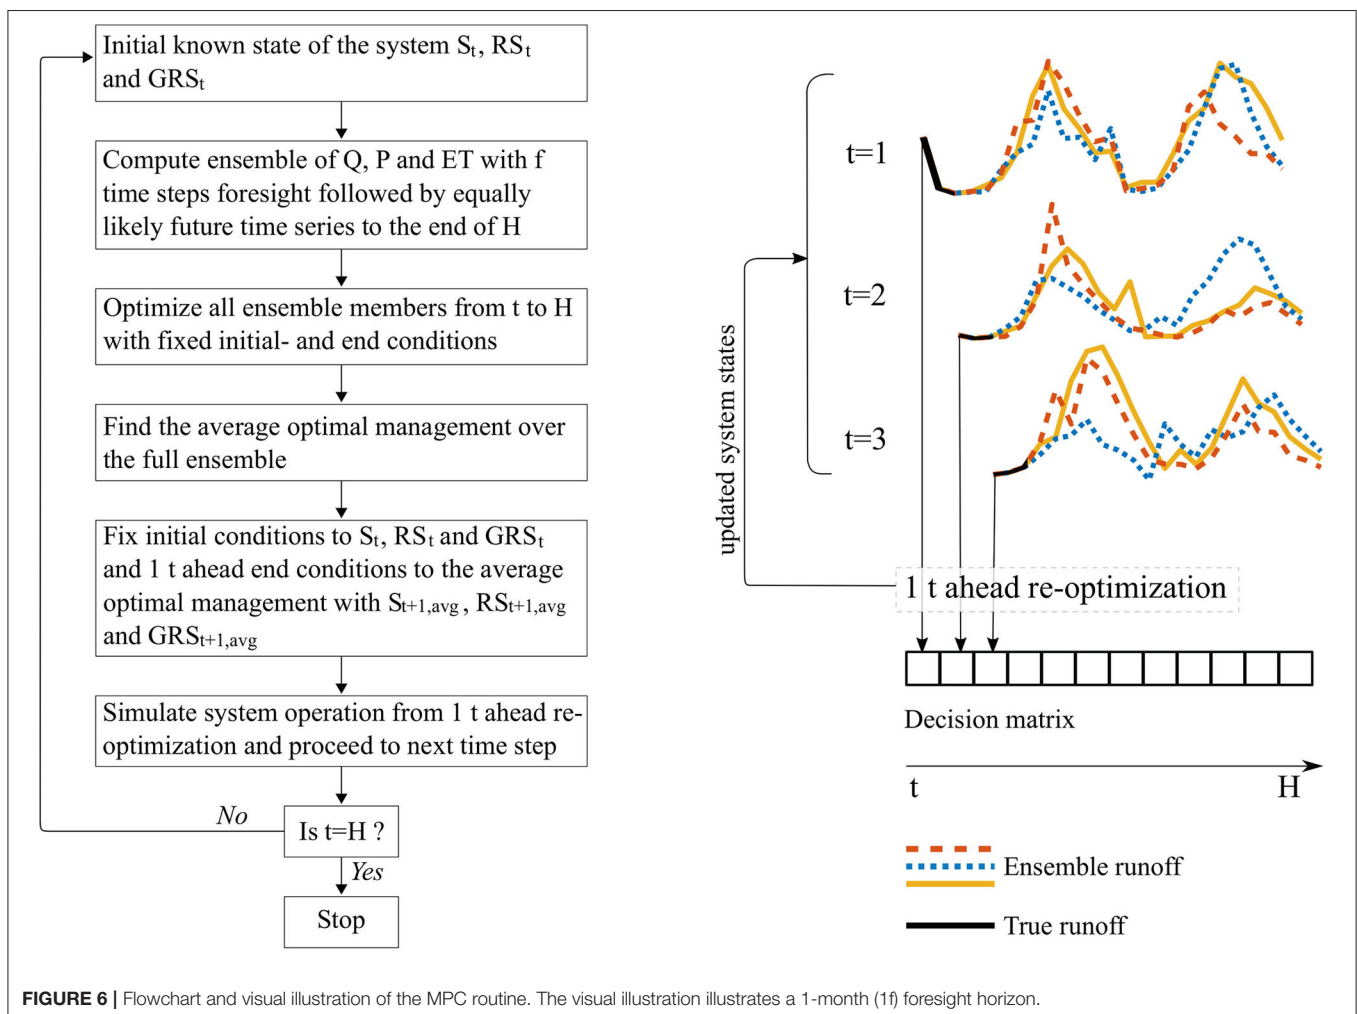 Initial known state of the system St, RSt
and GRSt
Compute ensemble of Q, P and ET with f
time steps foresight followed by equally
likely future time series to the end of H
Optimize all ensemble members from t to H
with fixed initial- and end conditions
Find the average optimal management over
the full ensemble
Fix initial conditions to St, RSt and GRSt
and 1 t ahead end conditions to the average
optimal management with St+1,avg , RSt+1,avg
and GRSt+1,avg
Simulate system operation from 1 t ahead re-
optimization and proceed to next time step
No
Is t=H ?
Yes
Stop
t=1
t=2
t=3
updated system states
1 t ahead re-optimization
Decision matrix
t
H
Ensemble runoff
True runoff
FIGURE 6 | Flowchart and visual illustration of the MPC routine. The visual illustration illustrates a 1-month (1f) foresight horizon.